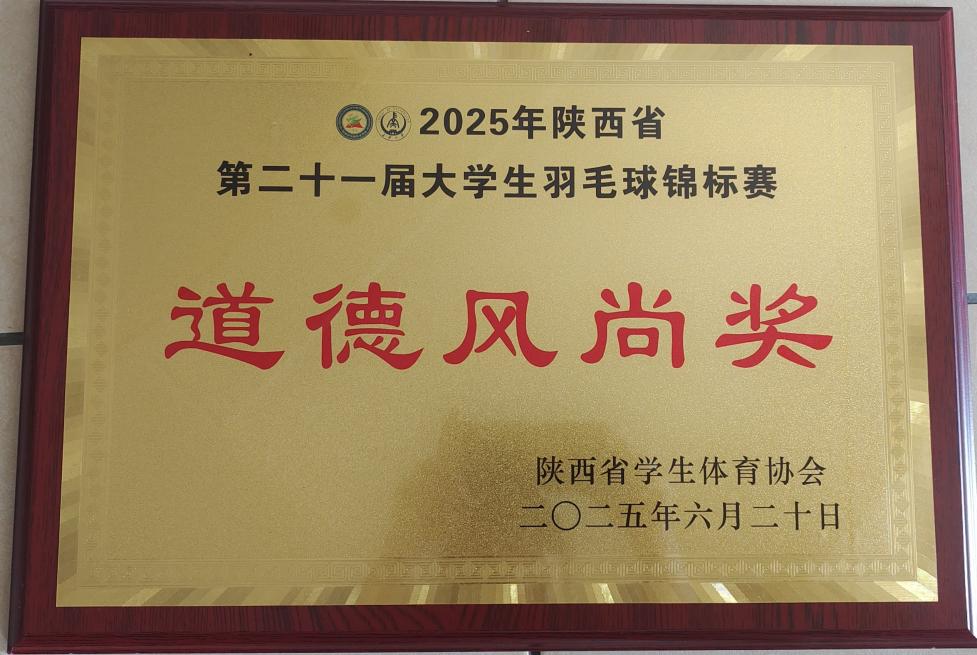 2025年陕西省
第二十一届大学生羽毛球锦标赛
道德风尚奖
陕西省学生体育协会
二〇二五年六月二十日